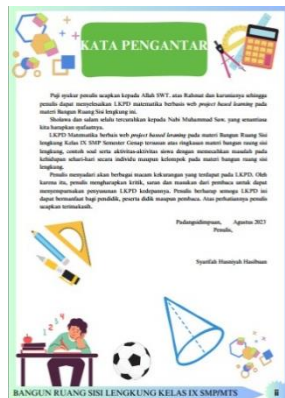 KATA PENGANTAR
Puji syukur penulis ucapkan kepada Allah SWT, atas Rahmat dan karunianya sehingga
penulis dapat menyelesaikan LKPD matematika berbasis web project based learning pada
materi Bangun Ruang Sisi lengkung ini.
Sholawat dan salam selalu tercurahkan kepada Nabi Muhammad Saw, yang senantiasa
kita harapkan syafaatnya.
LKPD Matematika berbasis web project based leraning pada materi Bangun Ruang Sisi
lengkung Kelas IX SMP Semester Genap tersusun atas ringkasan materi bangun ruang sisi
lengkung, contoh soal serta aktivitas-aktivitas siswa dengan memecahkan masalah pada
kehidupan sehari-hari secara individu maupun kelompok pada materi bangun ruang sisi
lengkung.
Penulis menyadari akan berbagai macam kekurangan yang terdapat pada LKPD. Oleh
karena itu, penulis mengharapkan kritik, saran dan masukan dari pembaca untuk dapat
menyempurnakan penyusunan LKPD kedepannya. Penulis berharap semoga LKPD ini
dapat bermanfaat bagi pendidik, peserta didik maupun pembaca. Atas perhatiannya penulis
ucapkan terimakasih.
Padangsidimpuan, Agustus 2023
Penulis,
Syarifah Hanniyah Hasibuan
BANGUN RUANG SISI LENGKUNG KELAS IX SMP/MTS